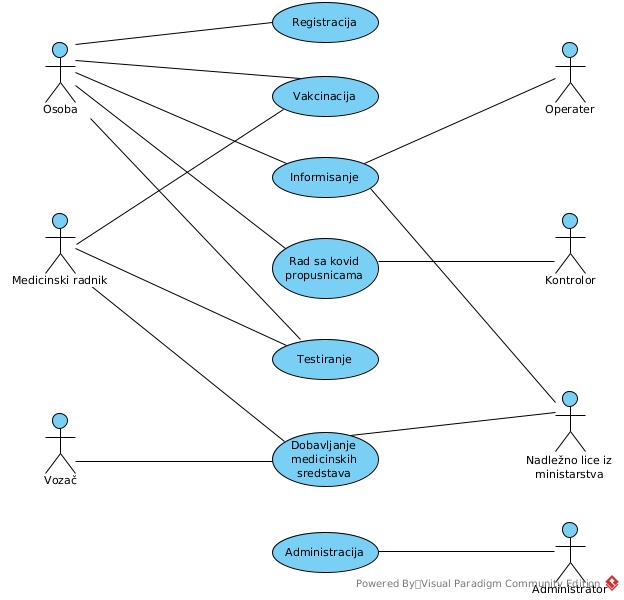 Registracija
Osoba
Vakcinacija
Operater
Informisanje
Medicinski radnik
Rad sa kovid
propusnicama
Kontrolor
Testiranje
Vozač
Dobavljanje
medicinskih
sredstava
Nadležno lice iz
ministarstva
Administracija
Powered By Visual Paradigm Community Edition
Administrator